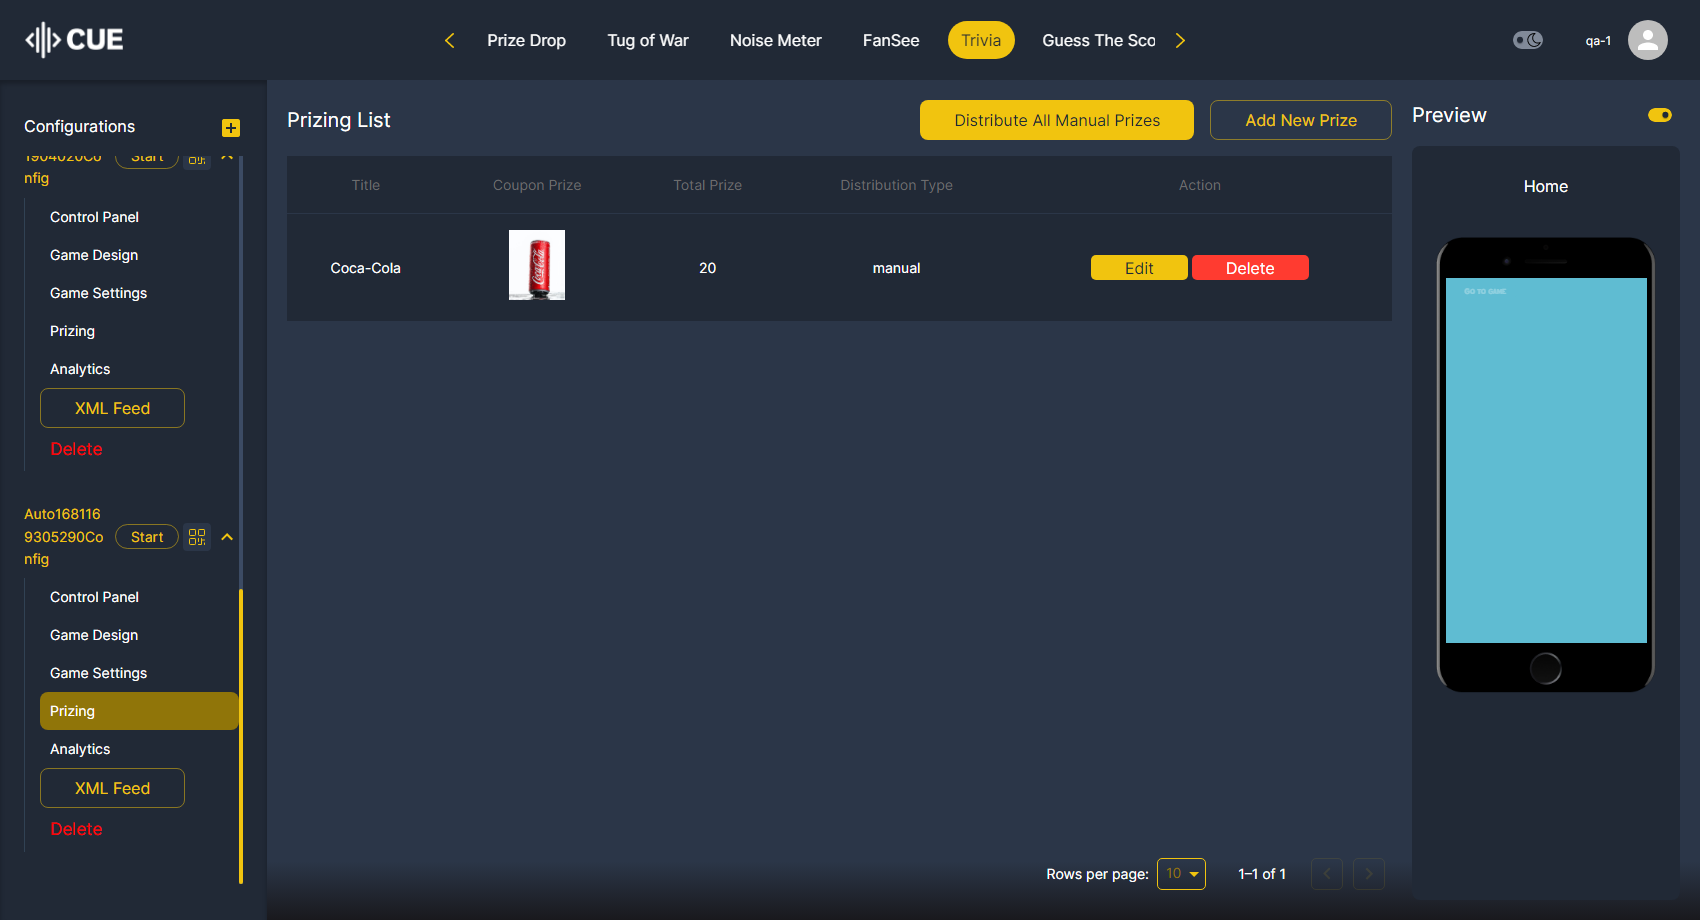 CUE
Prize Drop
Tug of War
Noise Meter
FanSee
Trivia
Guess The Sco
qa-1
Configurations
1904020Co
nfig
Start
Control Panel
Game Design
Game Settings
Prizing
Analytics
XML Feed
Delete
Auto168116
9305290Co
nfig
Start
Control Panel
Game Design
Game Settings
Prizing
Analytics
XML Feed
Delete
Prizing List
Distribute All Manual Prizes
Add New Prize
Title
Coupon Prize
Total Prize
Distribution Type
Action
Coca-Cola
Coca-Cola
20
manual
Edit
Delete
Rows per page:
10
1–1 of 1
Preview
Home
Go to game